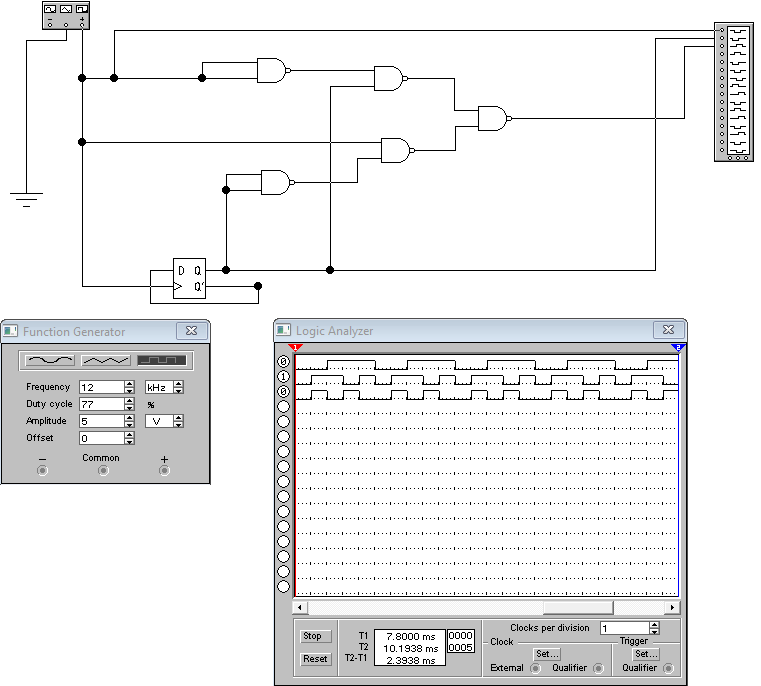 − +
D Q
Q'
Function Generator
Frequency 12 kHz
Duty cycle 77 %
Amplitude 5 V
Offset 0
− Common +
Logic Analyzer
1 2
0
1
0
Clocks per division 1
Stop T1 7.8000 ms 0000
T2 10.1938 ms 0005
Reset T2-T1 2.3938 ms
Clock Trigger
Set... Set...
External Qualifier Qualifier